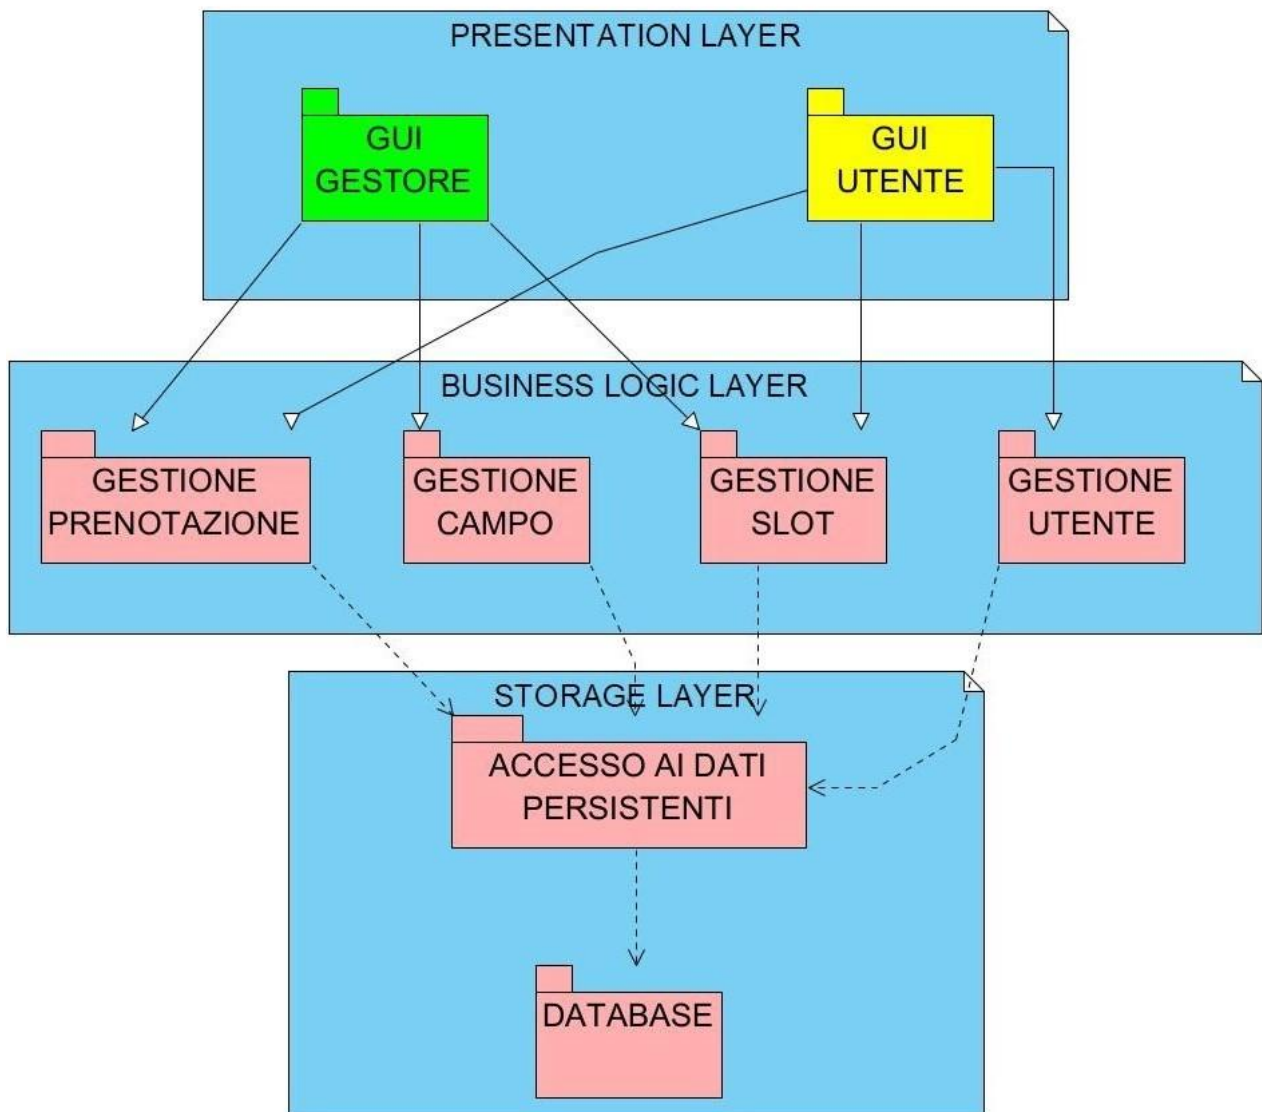 PRESENTATION LAYER
GUI
GESTORE
GUI
UTENTE
BUSINESS LOGIC LAYER
GESTIONE
PRENOTAZIONE
GESTIONE
CAMPO
GESTIONE
SLOT
GESTIONE
UTENTE
STORAGE LAYER
ACCESSO AI DATI
PERSISTENTI
DATABASE